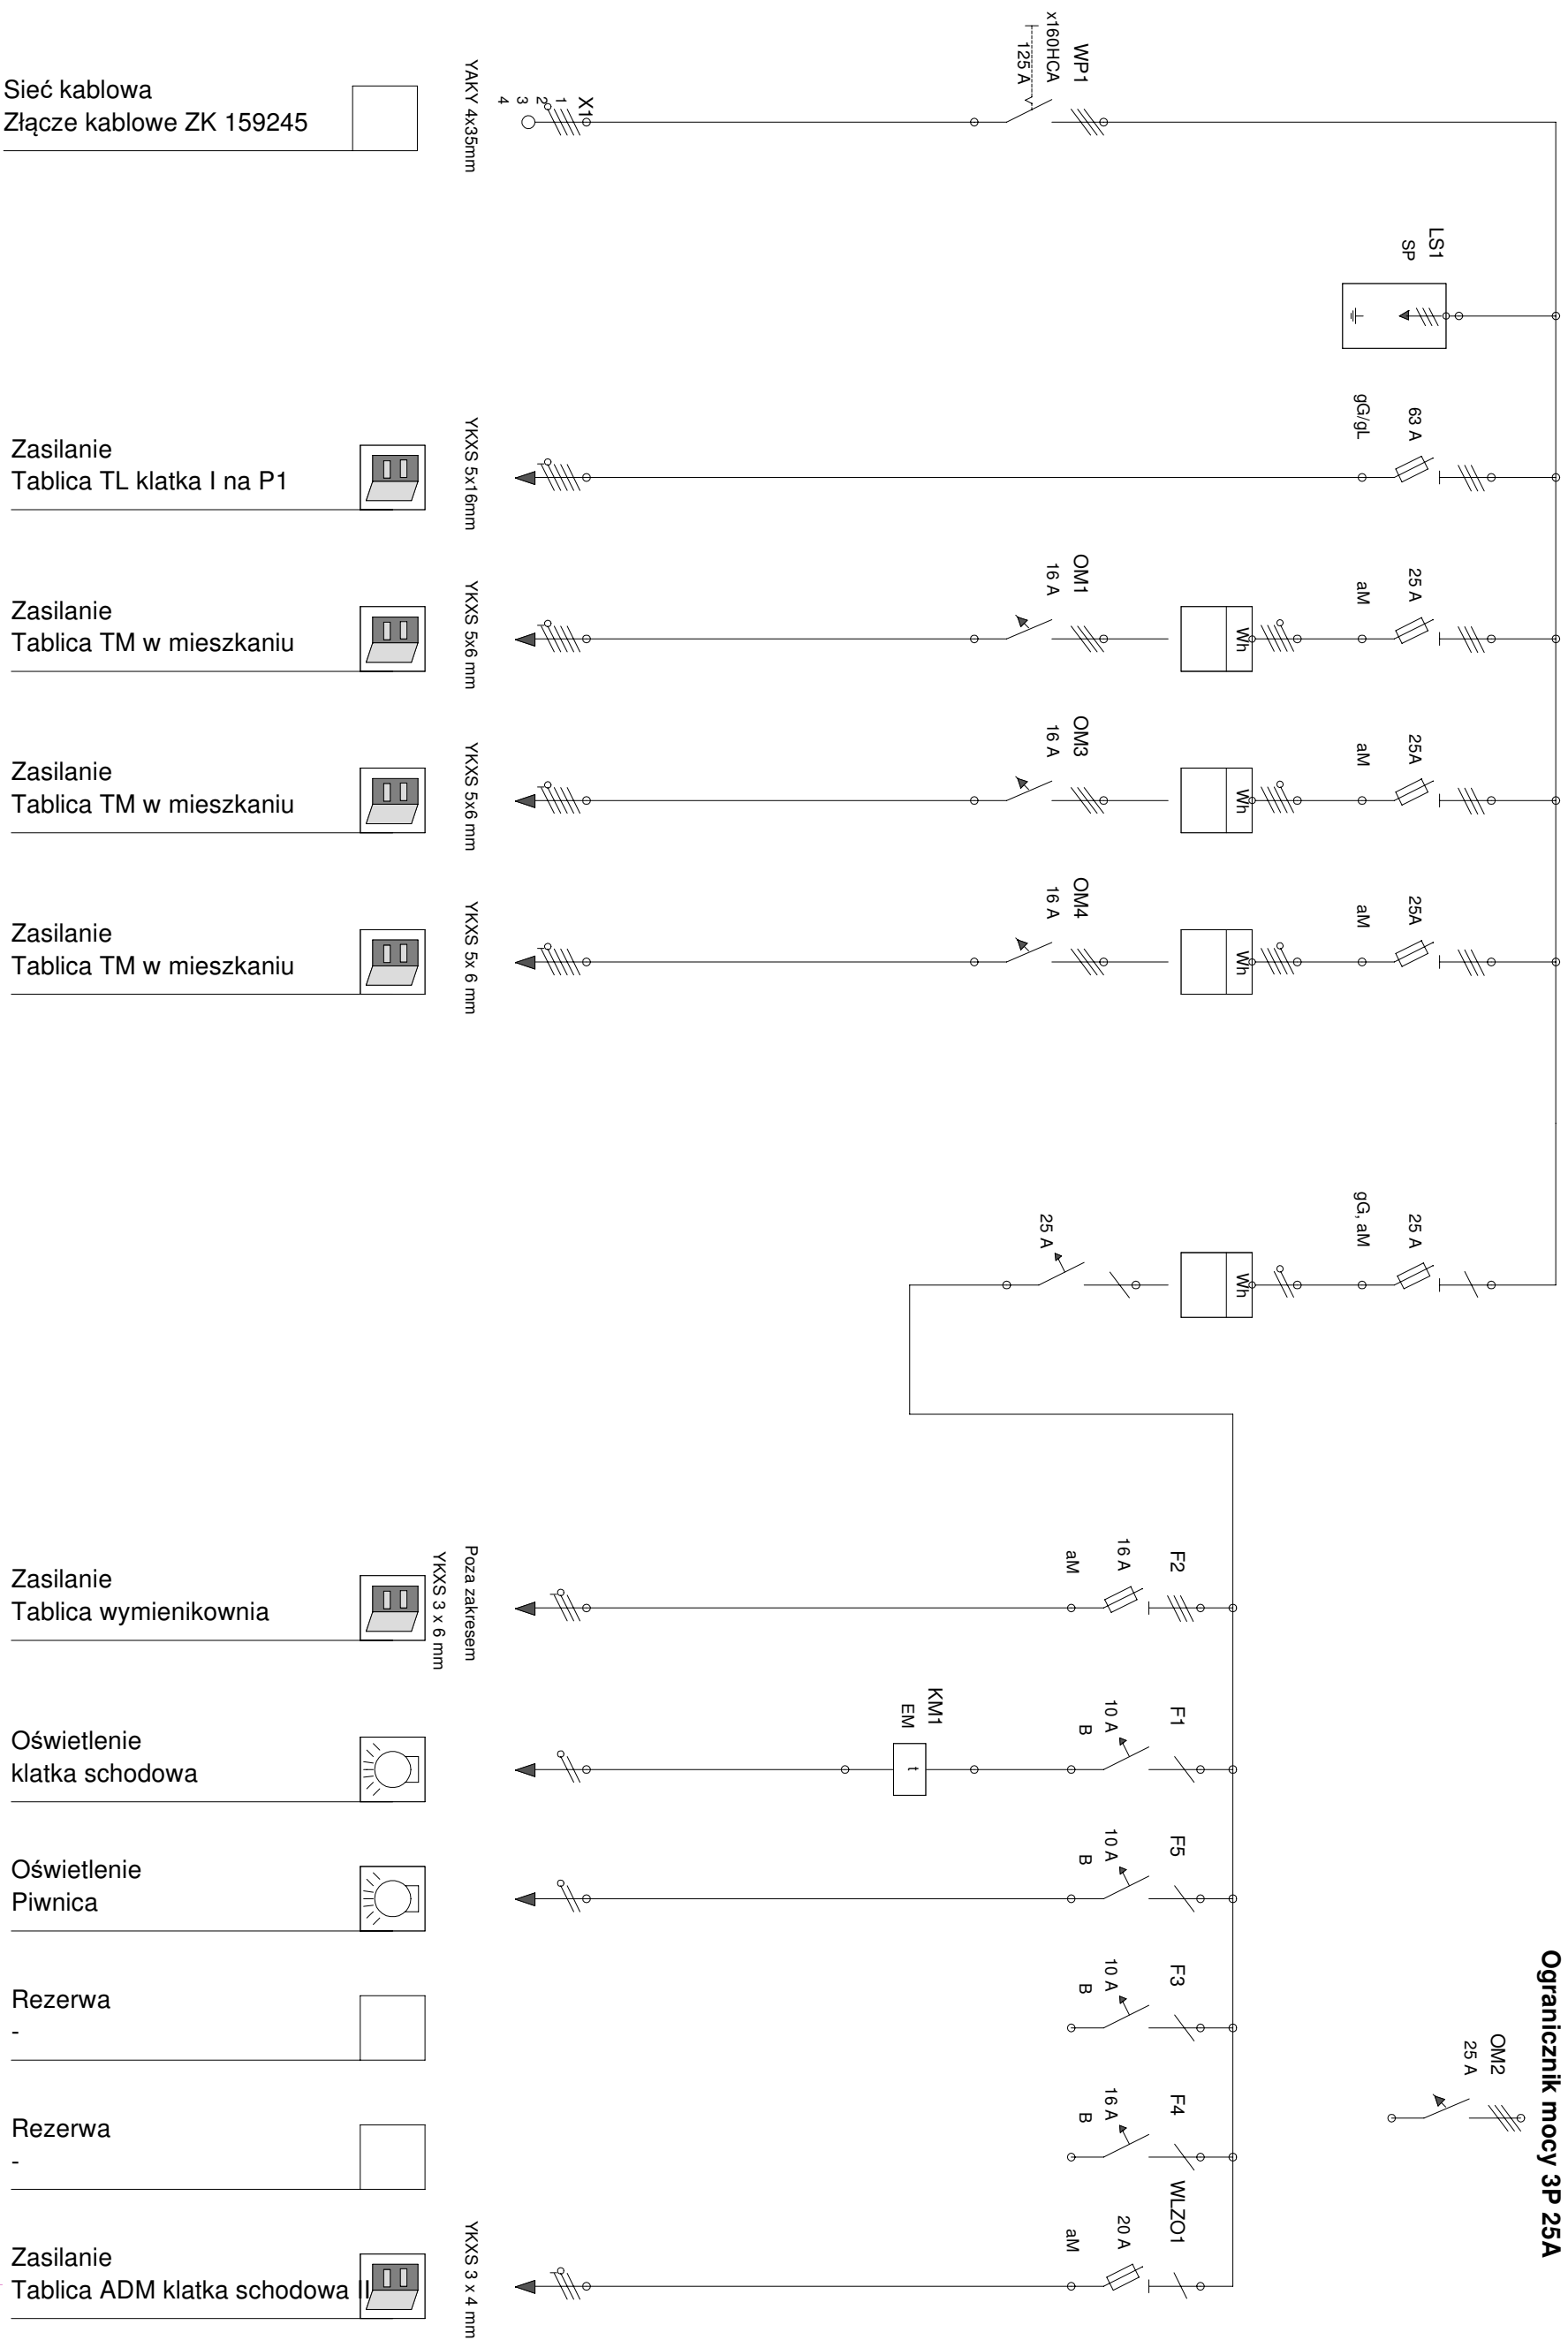 Sieć kablowa
Złącze kablowe ZK 159245
YAKY 4x35mm
X1
1
2
3
4
WP1
x160HCA
125 A
LS1
SP
Zasilanie
Tablica TL klatka I na P1
YKXS 5x16mm
63 A
gG/gL
Zasilanie
Tablica TM w mieszkaniu
YKXS 5x6 mm
OM1
16 A
Wh
25 A
aM
Zasilanie
Tablica TM w mieszkaniu
YKXS 5x6 mm
OM3
16 A
Wh
25A
aM
Zasilanie
Tablica TM w mieszkaniu
YKXS 5x 6 mm
OM4
16 A
Wh
25A
aM
25 A
Wh
25 A
gG, aM
Zasilanie
Tablica wymienikownia
Poza zakresem
YKXS 3 x 6 mm
F2
16 A
aM
Oświetlenie
klatka schodowa
KM1
EM
t
F1
10 A
B
Oświetlenie
Piwnica
F5
10 A
B
Rezerwa
-
F3
10 A
B
Rezerwa
-
F4
16 A
B
Zasilanie
Tablica ADM klatka schodowa II
YKXS 3 x 4 mm
WLZO1
20 A
aM
Ogranicznik mocy 3P 25A
OM2
25 A